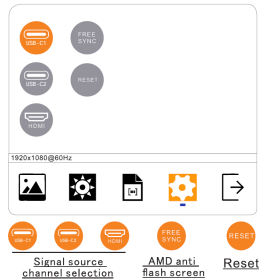 USB-C1
FREE
SYNC
USB-C2
RESET
HDMI
1920x1080@60Hz
USB-C1
USB-C2
HDMI
FREE
SYNC
RESET
Signal source
channel selection
AMD anti
flash screen
Reset